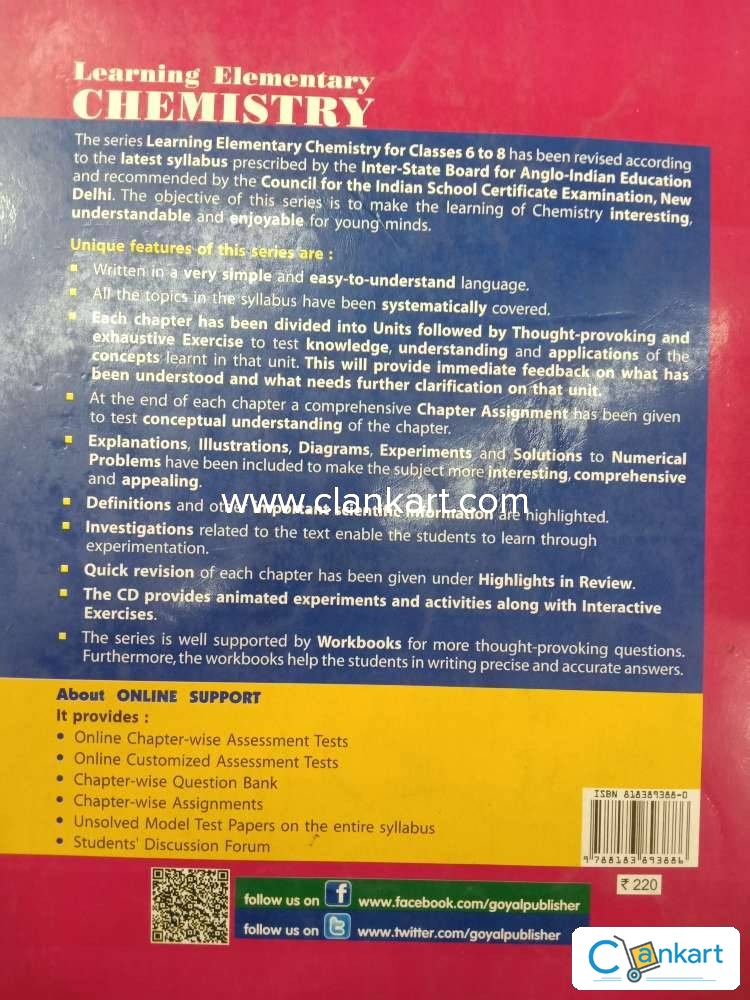 Learning Elementary
CHEMISTRY
The series Learning Elementary Chemistry for Classes 6 to 8 has been revised according
to the latest syllabus prescribed by the Inter-State Board for Anglo-Indian Education
and recommended by the Council for the Indian School Certificate Examination, New
Delhi. The objective of this series is to make the learning of Chemistry interesting,
understandable and enjoyable for young minds.
Unique features of this series are :
Written in a very simple and easy-to-understand language.
All the topics in the syllabus have been systematically covered.
Each chapter has been divided into Units followed by Thought-provoking and
exhaustive Exercise to test knowledge, understanding and applications of the
concepts learnt in that unit. This will provide immediate feedback on what has
been understood and what needs further clarification on that unit.
At the end of each chapter a comprehensive Chapter Assignment has been given
to test conceptual understanding of the chapter.
Explanations, Illustrations, Diagrams, Experiments and Solutions to Numerical
Problems have been included to make the subject more interesting, comprehensive
and appealing.
www.clankart.com
Definitions and other important scientific information are highlighted.
Investigations related to the text enable the students to learn through
experimentation.
Quick revision of each chapter has been given under Highlights in Review.
The CD provides animated experiments and activities along with Interactive
Exercises.
The series is well supported by Workbooks for more thought-provoking questions.
Furthermore, the workbooks help the students in writing precise and accurate answers.
About ONLINE SUPPORT
It provides :
• Online Chapter-wise Assessment Tests
• Online Customized Assessment Tests
• Chapter-wise Question Bank
• Chapter-wise Assignments
• Unsolved Model Test Papers on the entire syllabus
• Students' Discussion Forum
ISBN 818389388-0
9 788183 893886
₹ 220
follow us on f www.facebook.com/goyalpublisher
follow us on t www.twitter.com/goyalpublisher
Clankart